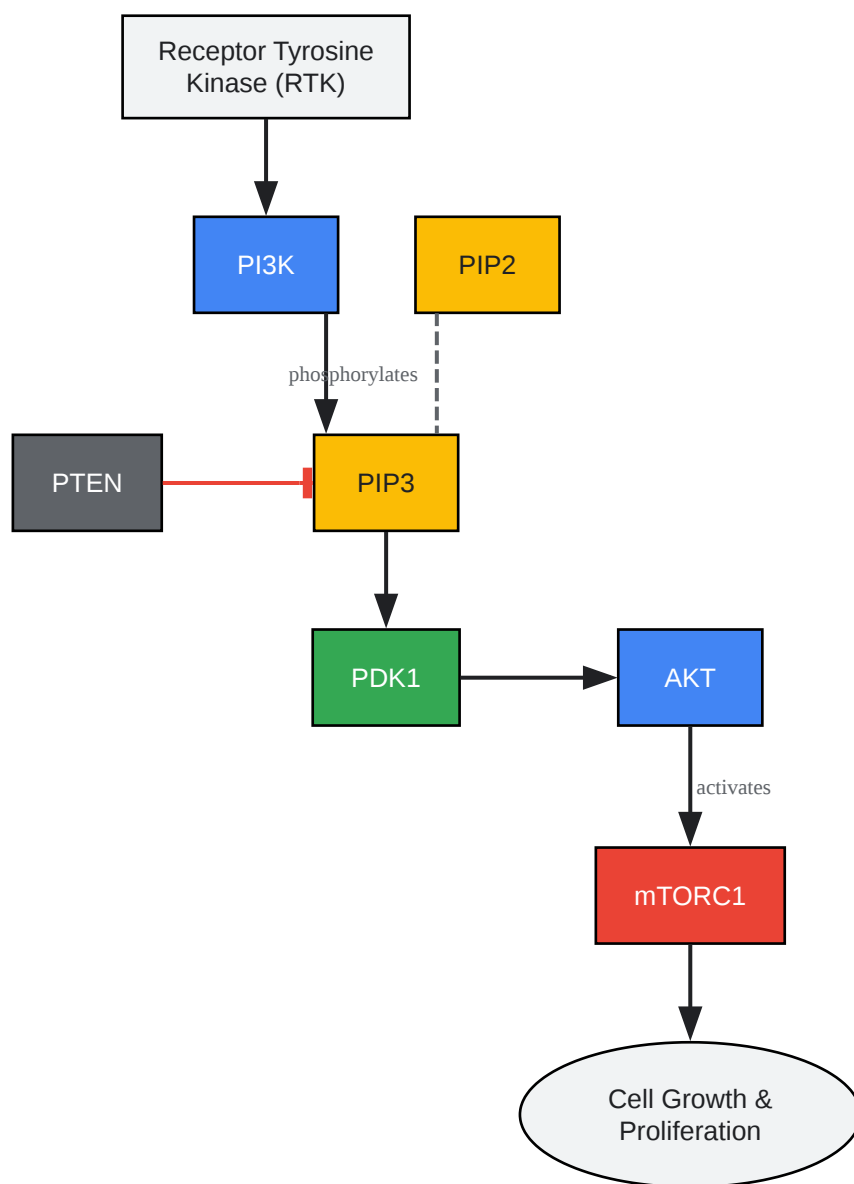 Receptor Tyrosine
Kinase (RTK)
PI3K
PIP2
phosphorylates
PTEN
PIP3
PDK1
AKT
activates
mTORC1
Cell Growth &
Proliferation